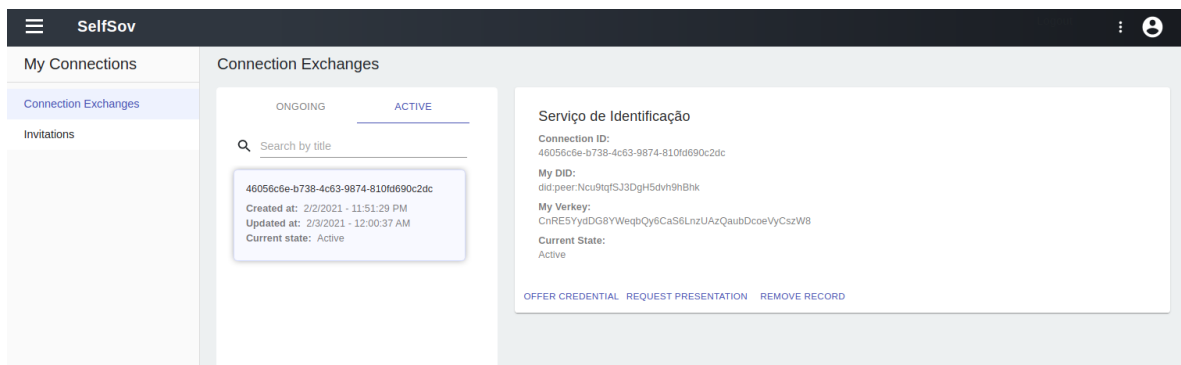 SelfSov
My Connections
Connection Exchanges
Invitations
Connection Exchanges
ONGOING ACTIVE
Search by title
46056c6e-b738-4c63-9874-810fd690c2dc
Created at: 2/2/2021 - 11:51:29 PM
Updated at: 2/3/2021 - 12:00:37 AM
Current state: Active
Serviço de Identificação
Connection ID:
46056c6e-b738-4c63-9874-810fd690c2dc
My DID:
did:peer:Ncu9tqfSJ3DgH5dvh9hBhk
My Verkey:
CnRE5YydDG8YWeqbQy6CaS6LnzUAzQaubDcoeVyCszW8
Current State:
Active
OFFER CREDENTIAL REQUEST PRESENTATION REMOVE RECORD